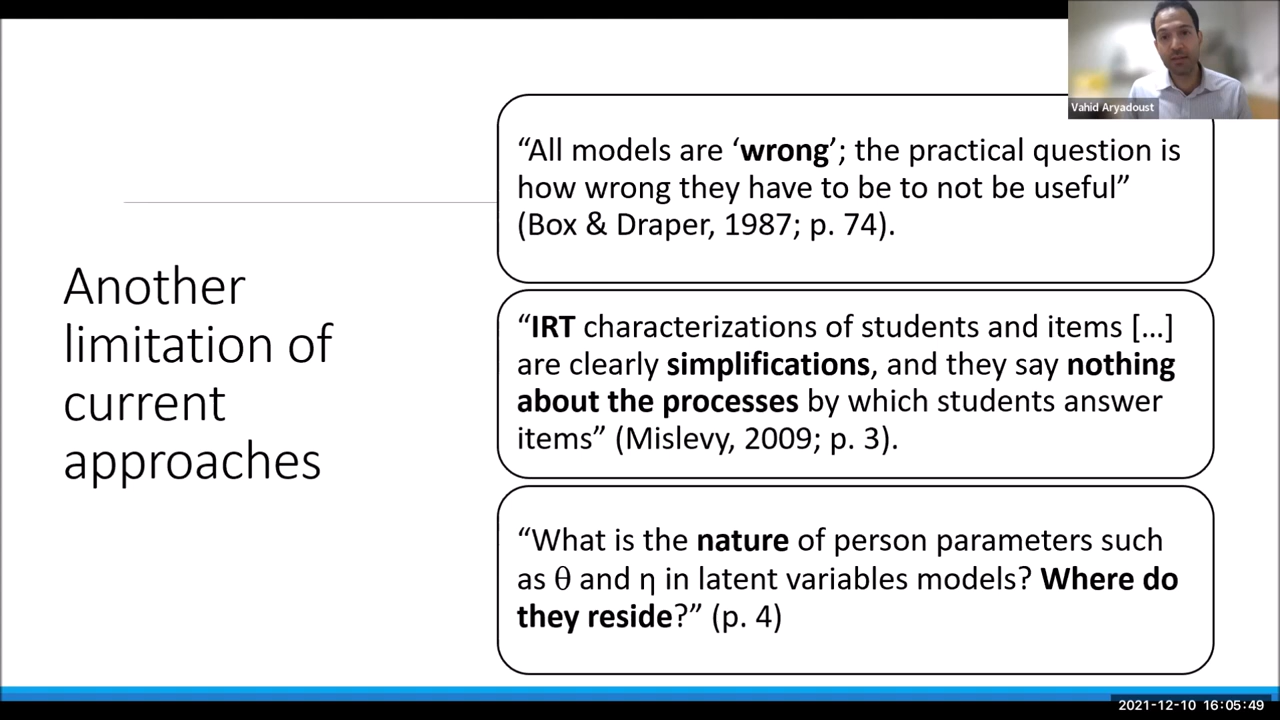 Vahid Aryadoust
Another
limitation of
current
approaches
“All models are ‘wrong’; the practical question is
how wrong they have to be to not be useful”
(Box & Draper, 1987; p. 74).
“IRT characterizations of students and items […]
are clearly simplifications, and they say nothing
about the processes by which students answer
items” (Mislevy, 2009; p. 3).
“What is the nature of person parameters such
as θ and η in latent variables models? Where do
they reside?” (p. 4)
2021-12-10 16:05:49